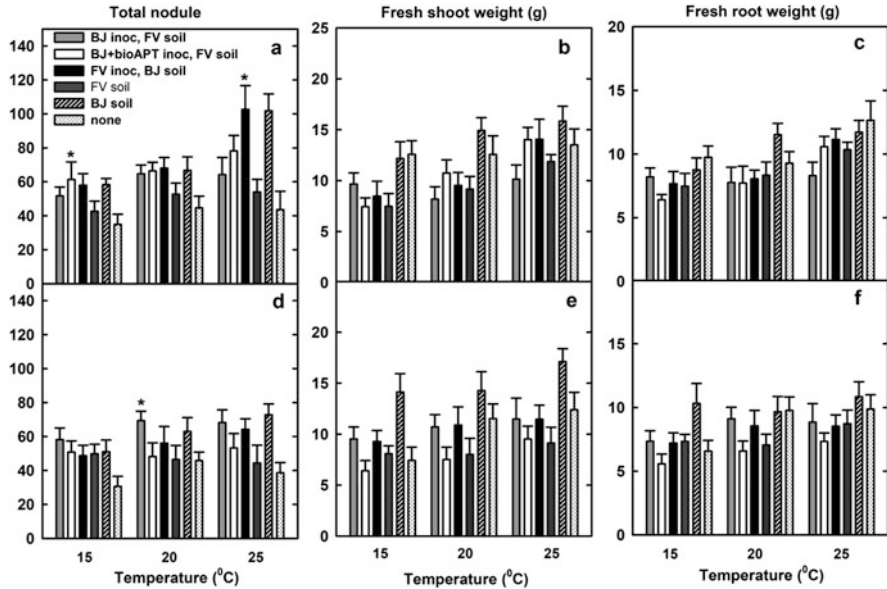 Total nodule
Fresh shoot weight (g)
Fresh root weight (g)
140
120
100
80
60
40
20
0
BJ inoc, FV soil
BJ+bioAPT inoc, FV soil
FV inoc, BJ soil
FV soil
BJ soil
none
a
*
*
25
20
15
10
5
0
b
20
15
10
5
0
c
140
120
100
80
60
40
20
0
d
*
20
15
10
5
0
e
15
10
5
0
f
15 20 25
15 20 25
15 20 25
Temperature (⁰C)
Temperature (⁰C)
Temperature (⁰C)